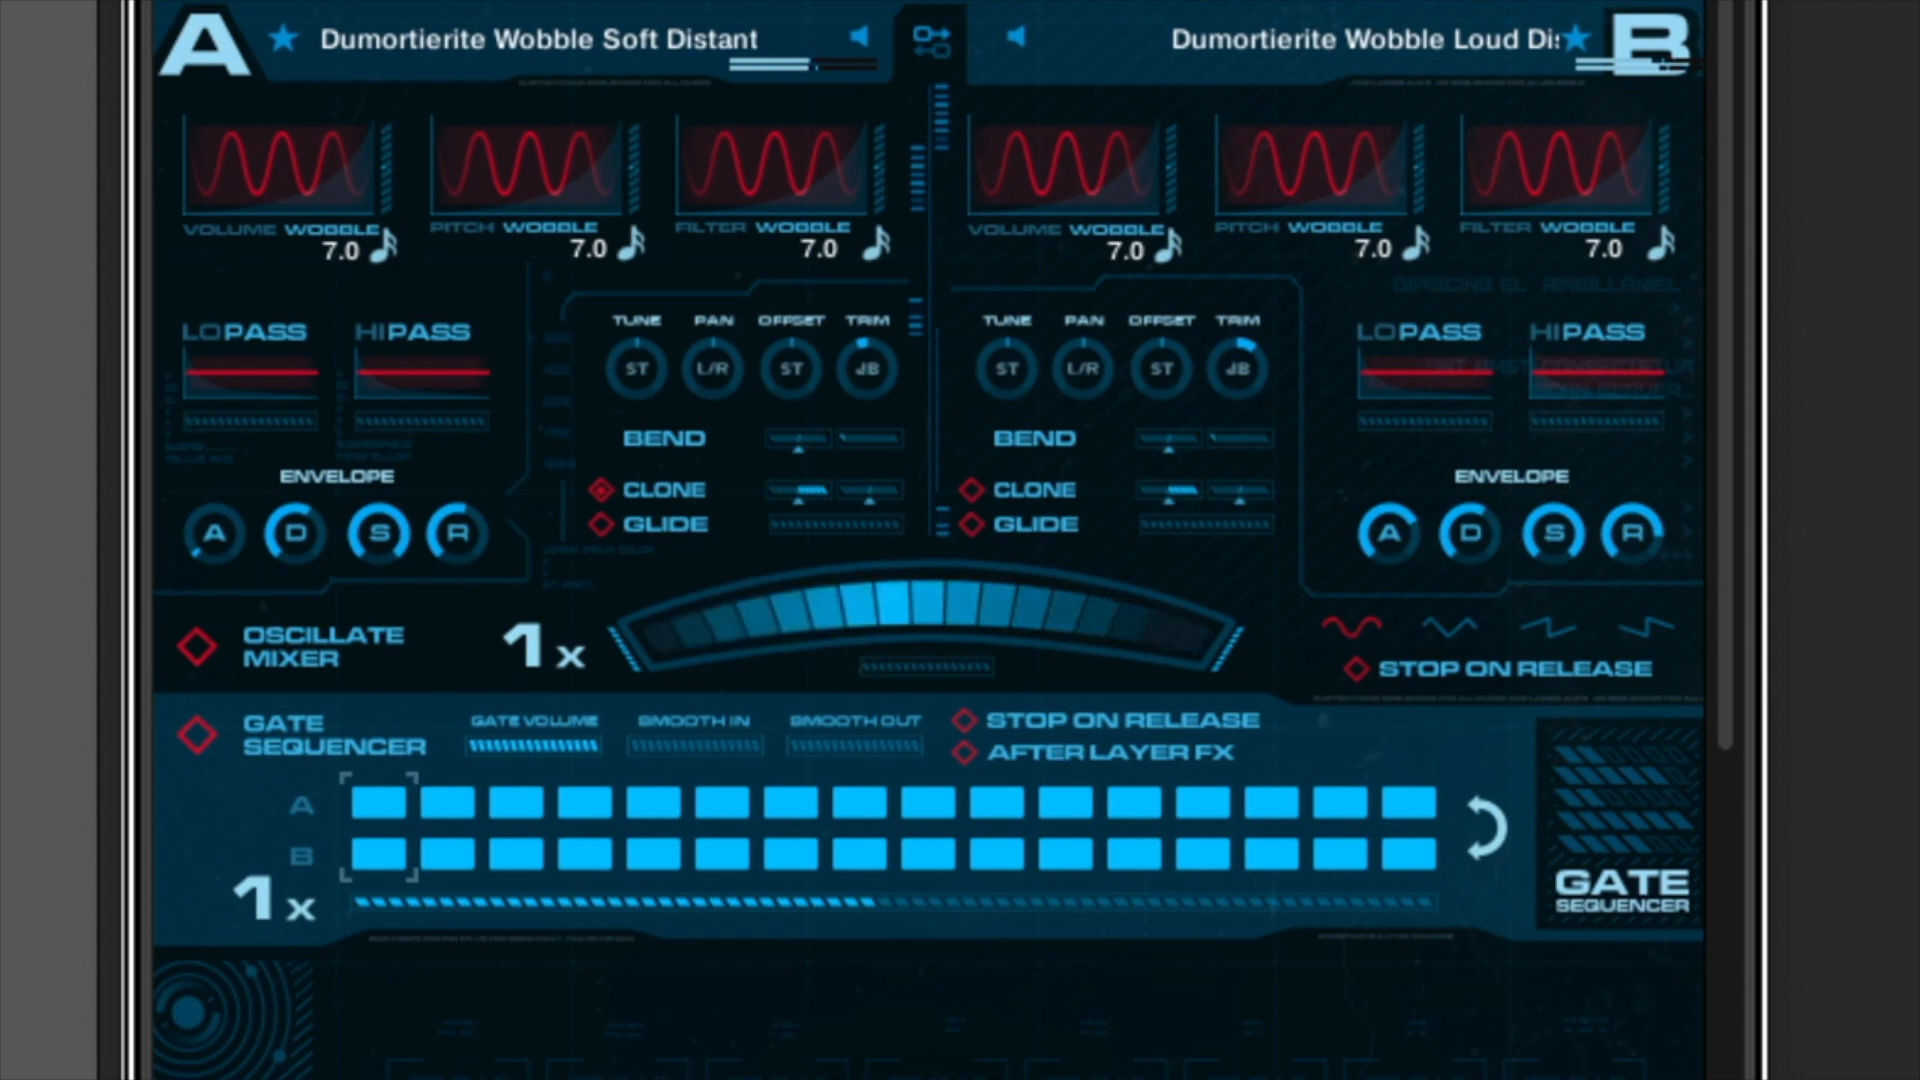 A
Dumortierite Wobble Soft Distant
Dumortierite Wobble Loud Dis
B
VOLUME WOBBLE
7.0
PITCH WOBBLE
7.0
FILTER WOBBLE
7.0
VOLUME WOBBLE
7.0
PITCH WOBBLE
7.0
FILTER WOBBLE
7.0
LOPASS
HIPASS
TUNE PAN OFFSET TRIM
ST L/R ST dB
TUNE PAN OFFSET TRIM
ST L/R ST dB
LOPASS
HIPASS
BEND
BEND
ENVELOPE
A D S R
CLONE
GLIDE
CLONE
GLIDE
ENVELOPE
A D S R
OSCILLATE
MIXER
1x
STOP ON RELEASE
GATE
SEQUENCER
GATE VOLUME
SMOOTH IN
SMOOTH OUT
STOP ON RELEASE
AFTER LAYER FX
A
B
1x
GATE
SEQUENCER